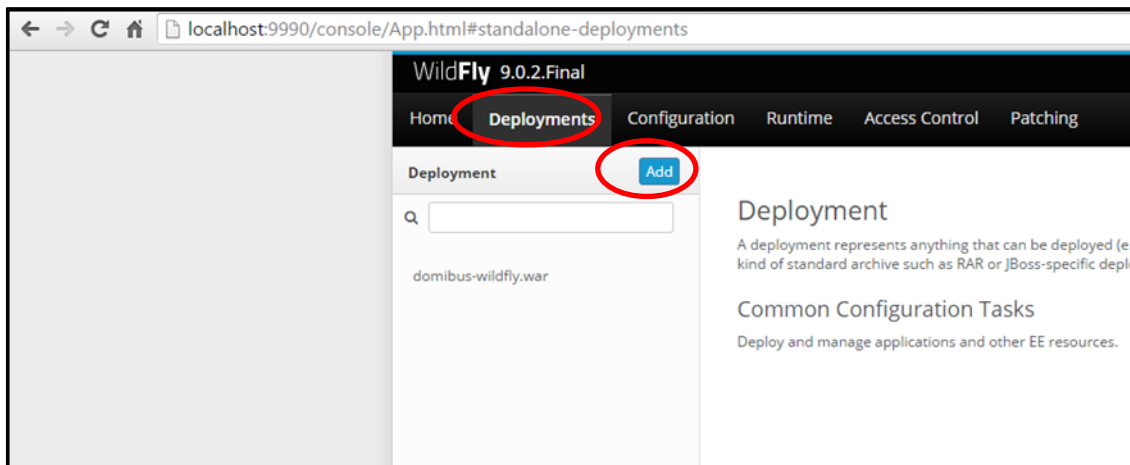 localhost:9990/console/App.html#standalone-deployments
WildFly 9.0.2.Final
Home Deployments Configuration Runtime Access Control Patching
Deployment Add
domibus-wildfly.war
Deployment
A deployment represents anything that can be deployed (e
kind of standard archive such as RAR or JBoss-specific depl
Common Configuration Tasks
Deploy and manage applications and other EE resources.